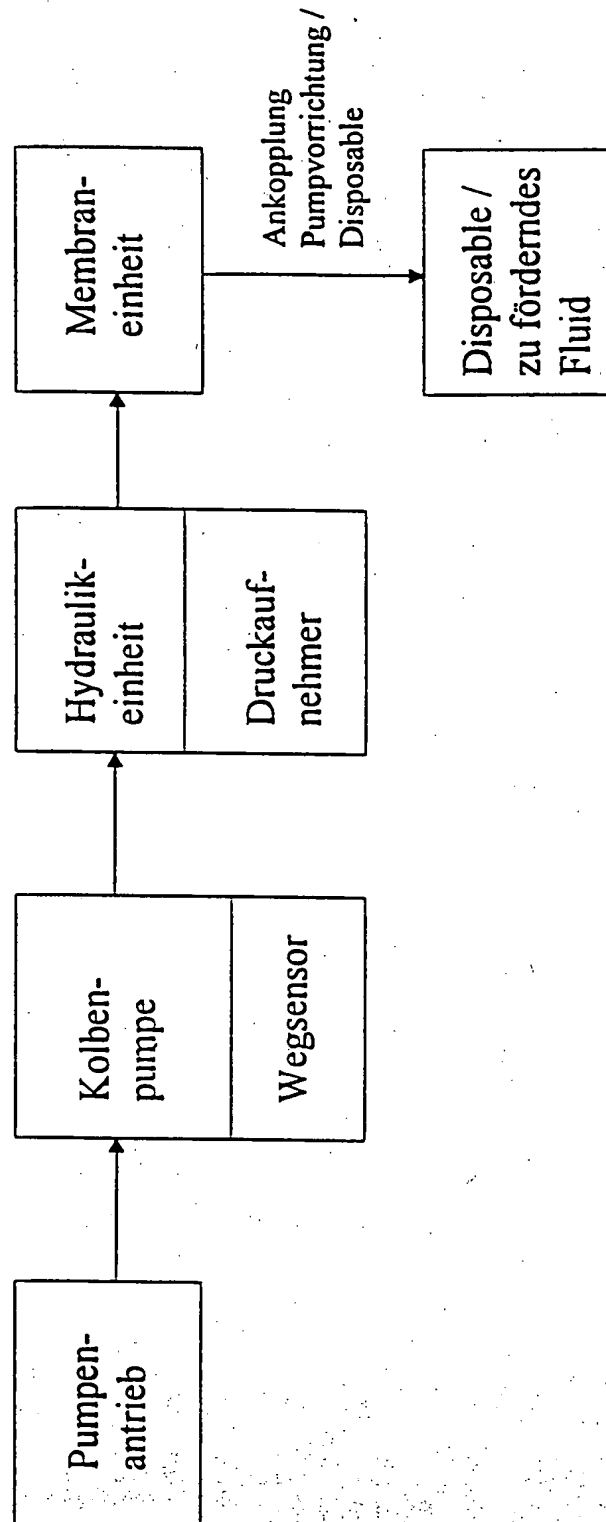 Pumpen-
antrieb
Kolben-
pumpe
Wegsensor
Hydraulik-
einheit
Druckauf-
nehmer
Membran-
einheit
Ankopplung
Pumpvorrichtung /
Disposable
Disposable /
zu förderndes
Fluid